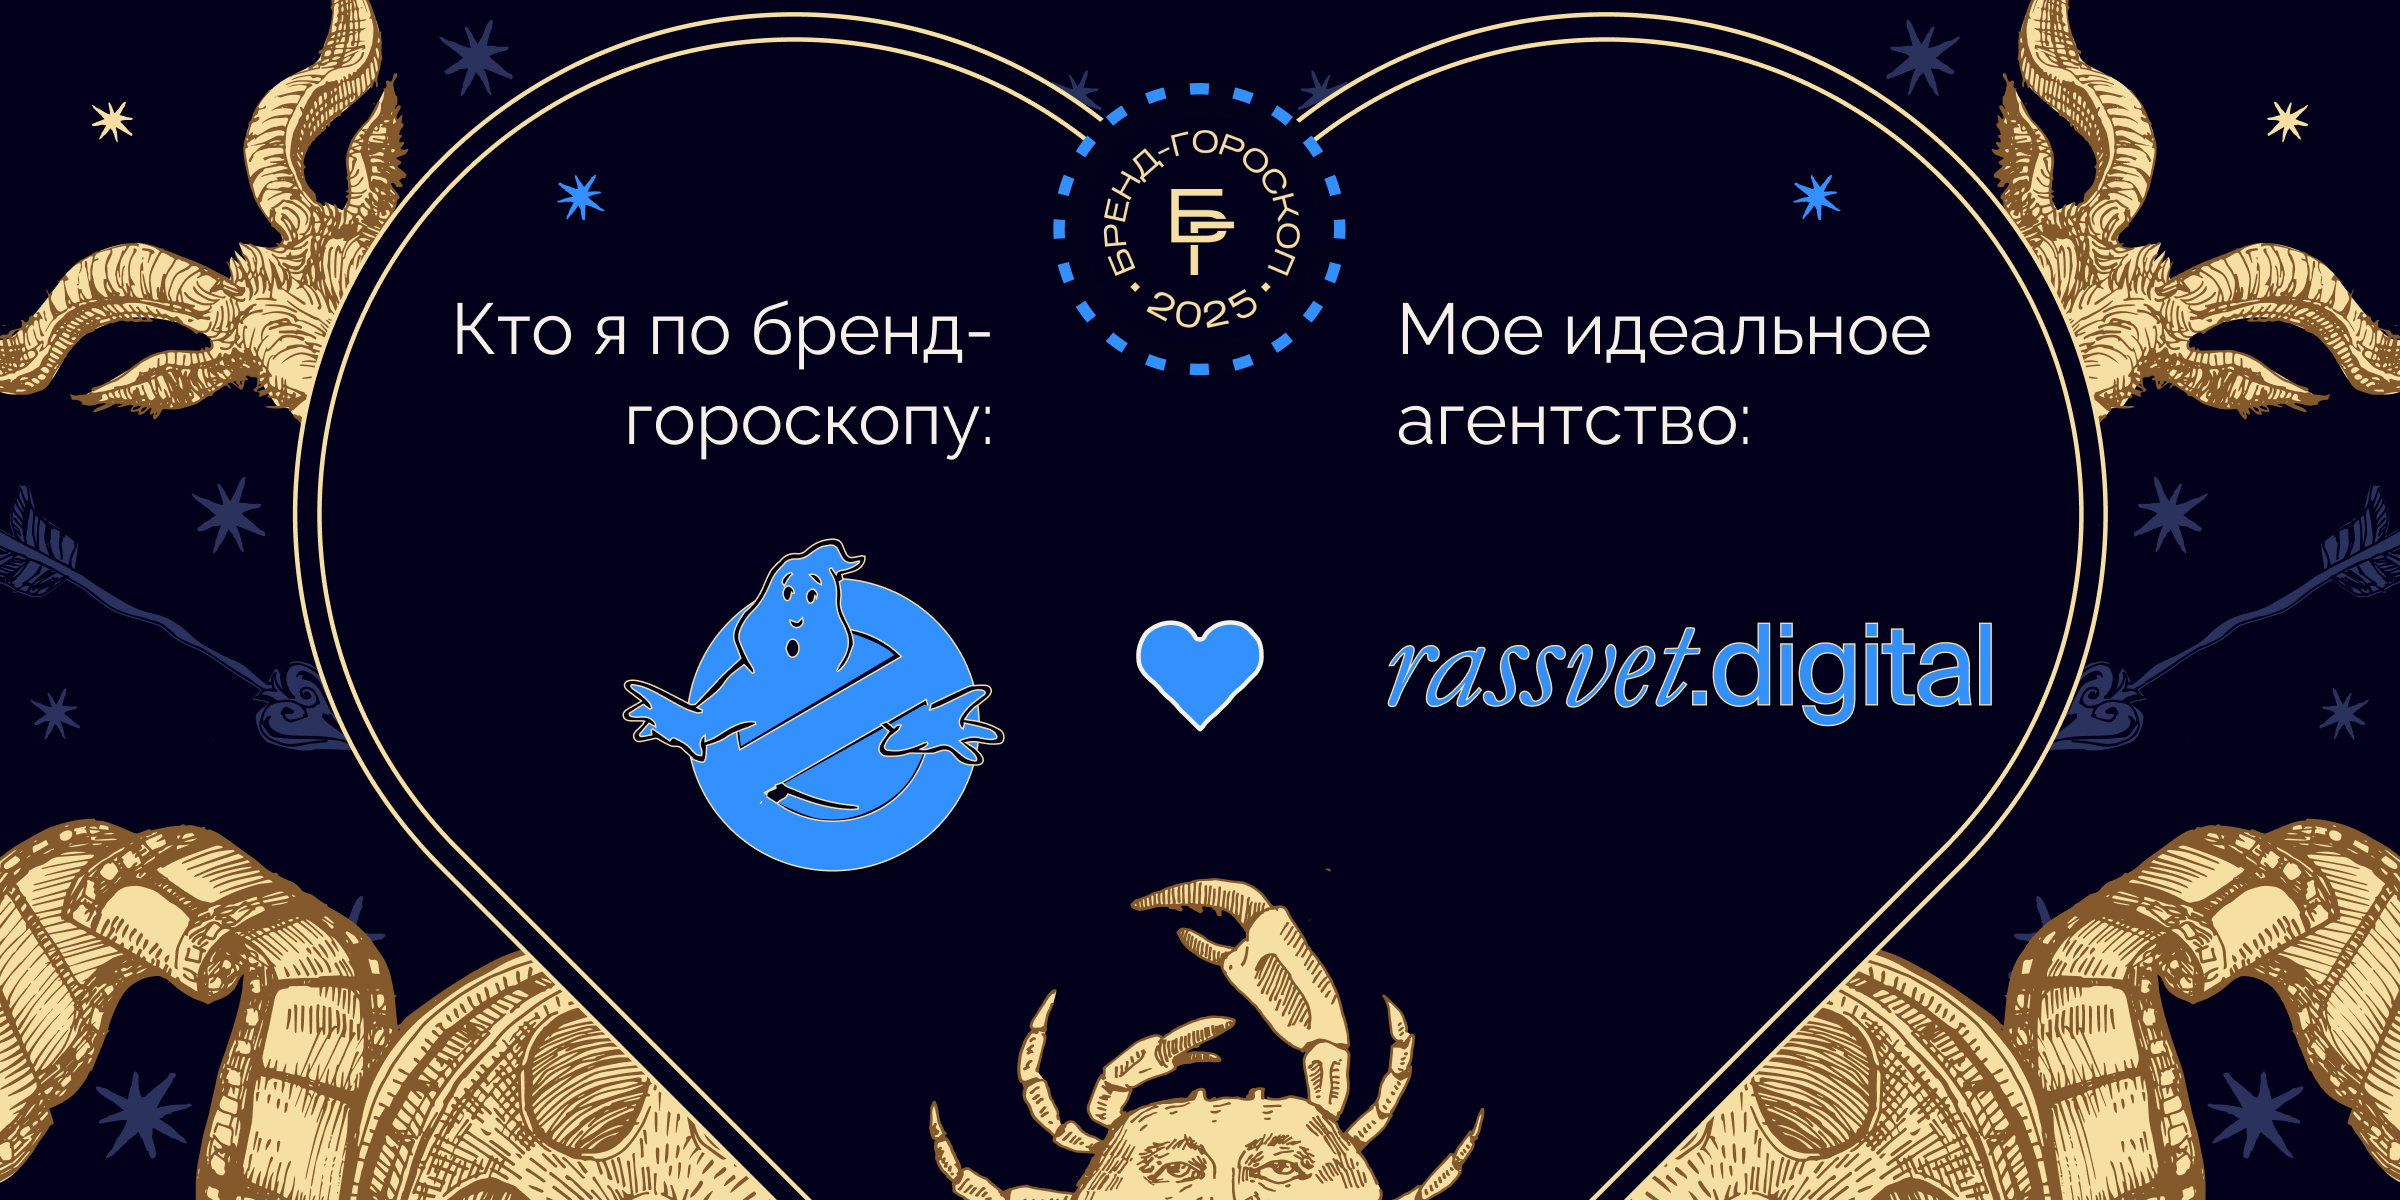 БРЕНД-ГОРОСКОП
БГ
• 2025 •
Кто я по бренд-
гороскопу:
Мое идеальное
агентство:
rassvet.digital